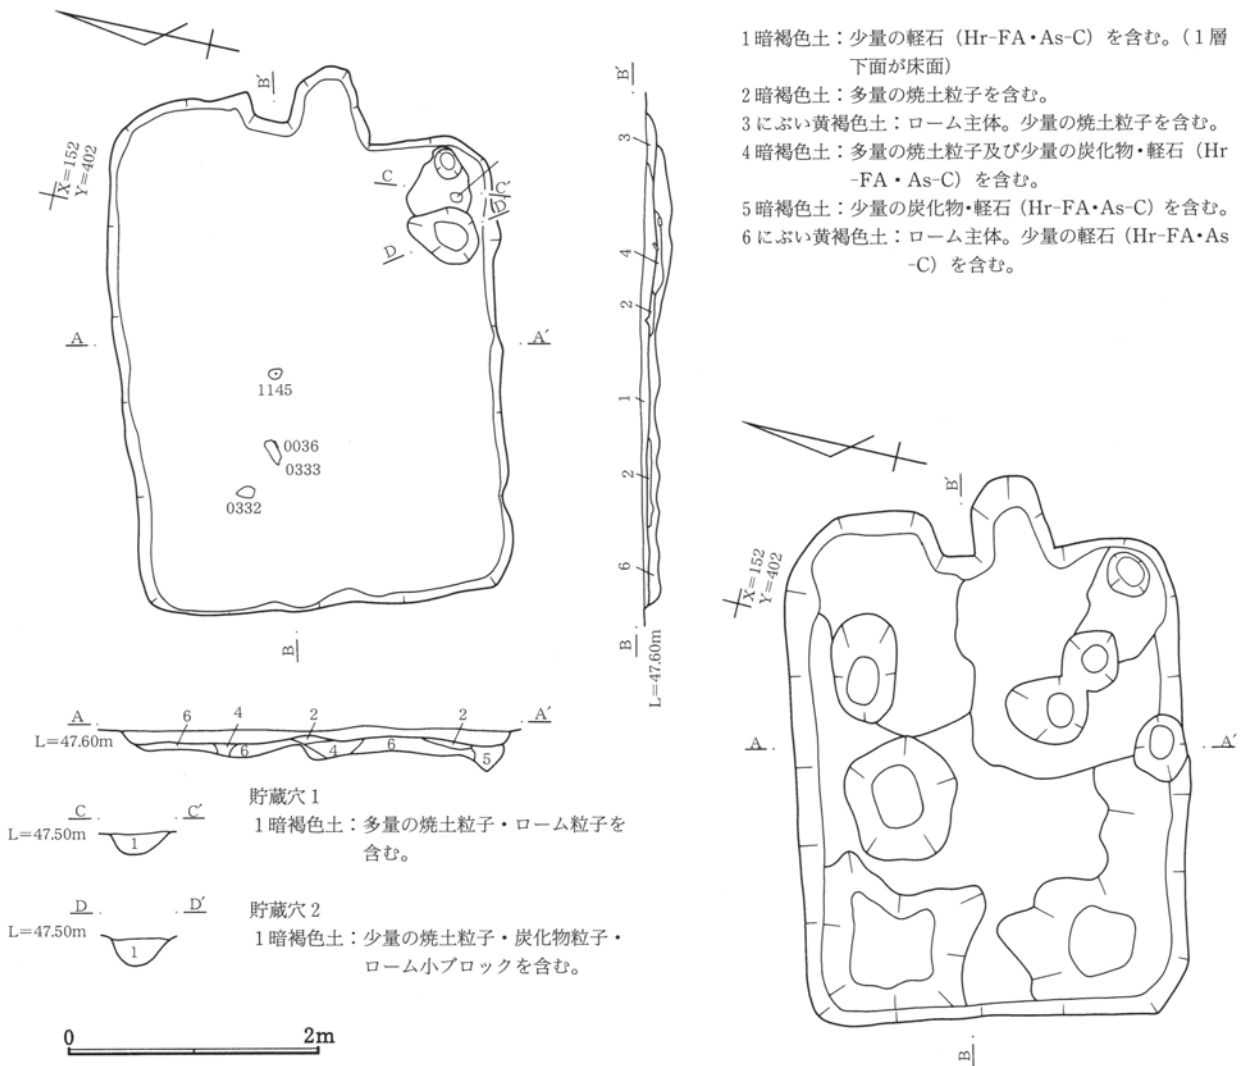 1暗褐色土：少量の軽石（Hr-FA・As-C）を含む。（1層
下面が床面）
2暗褐色土：多量の焼土粒子を含む。
3にぶい黄褐色土：ローム主体。少量の焼土粒子を含む。
4暗褐色土：多量の焼土粒子及び少量の炭化物・軽石（Hr
-FA・As-C）を含む。
5暗褐色土：少量の炭化物・軽石（Hr-FA・As-C）を含む。
6にぶい黄褐色土：ローム主体。少量の軽石（Hr-FA・As
-C）を含む。
B′
X=152
Y=402
C
C′
D′
D
A
A′
1145
0036
0333
0332
B
B′
3
4
2
1
2
6
B
L=47.60m
B′
X=152
Y=402
A
A′
B
A
A′
L=47.60m
6
4
2
2
6
4
6
5
C
C′
L=47.50m
1
貯蔵穴1
1暗褐色土：多量の焼土粒子・ローム粒子を
含む。
D
D′
L=47.50m
1
貯蔵穴2
1暗褐色土：少量の焼土粒子・炭化物粒子・
ローム小ブロックを含む。
0
2m